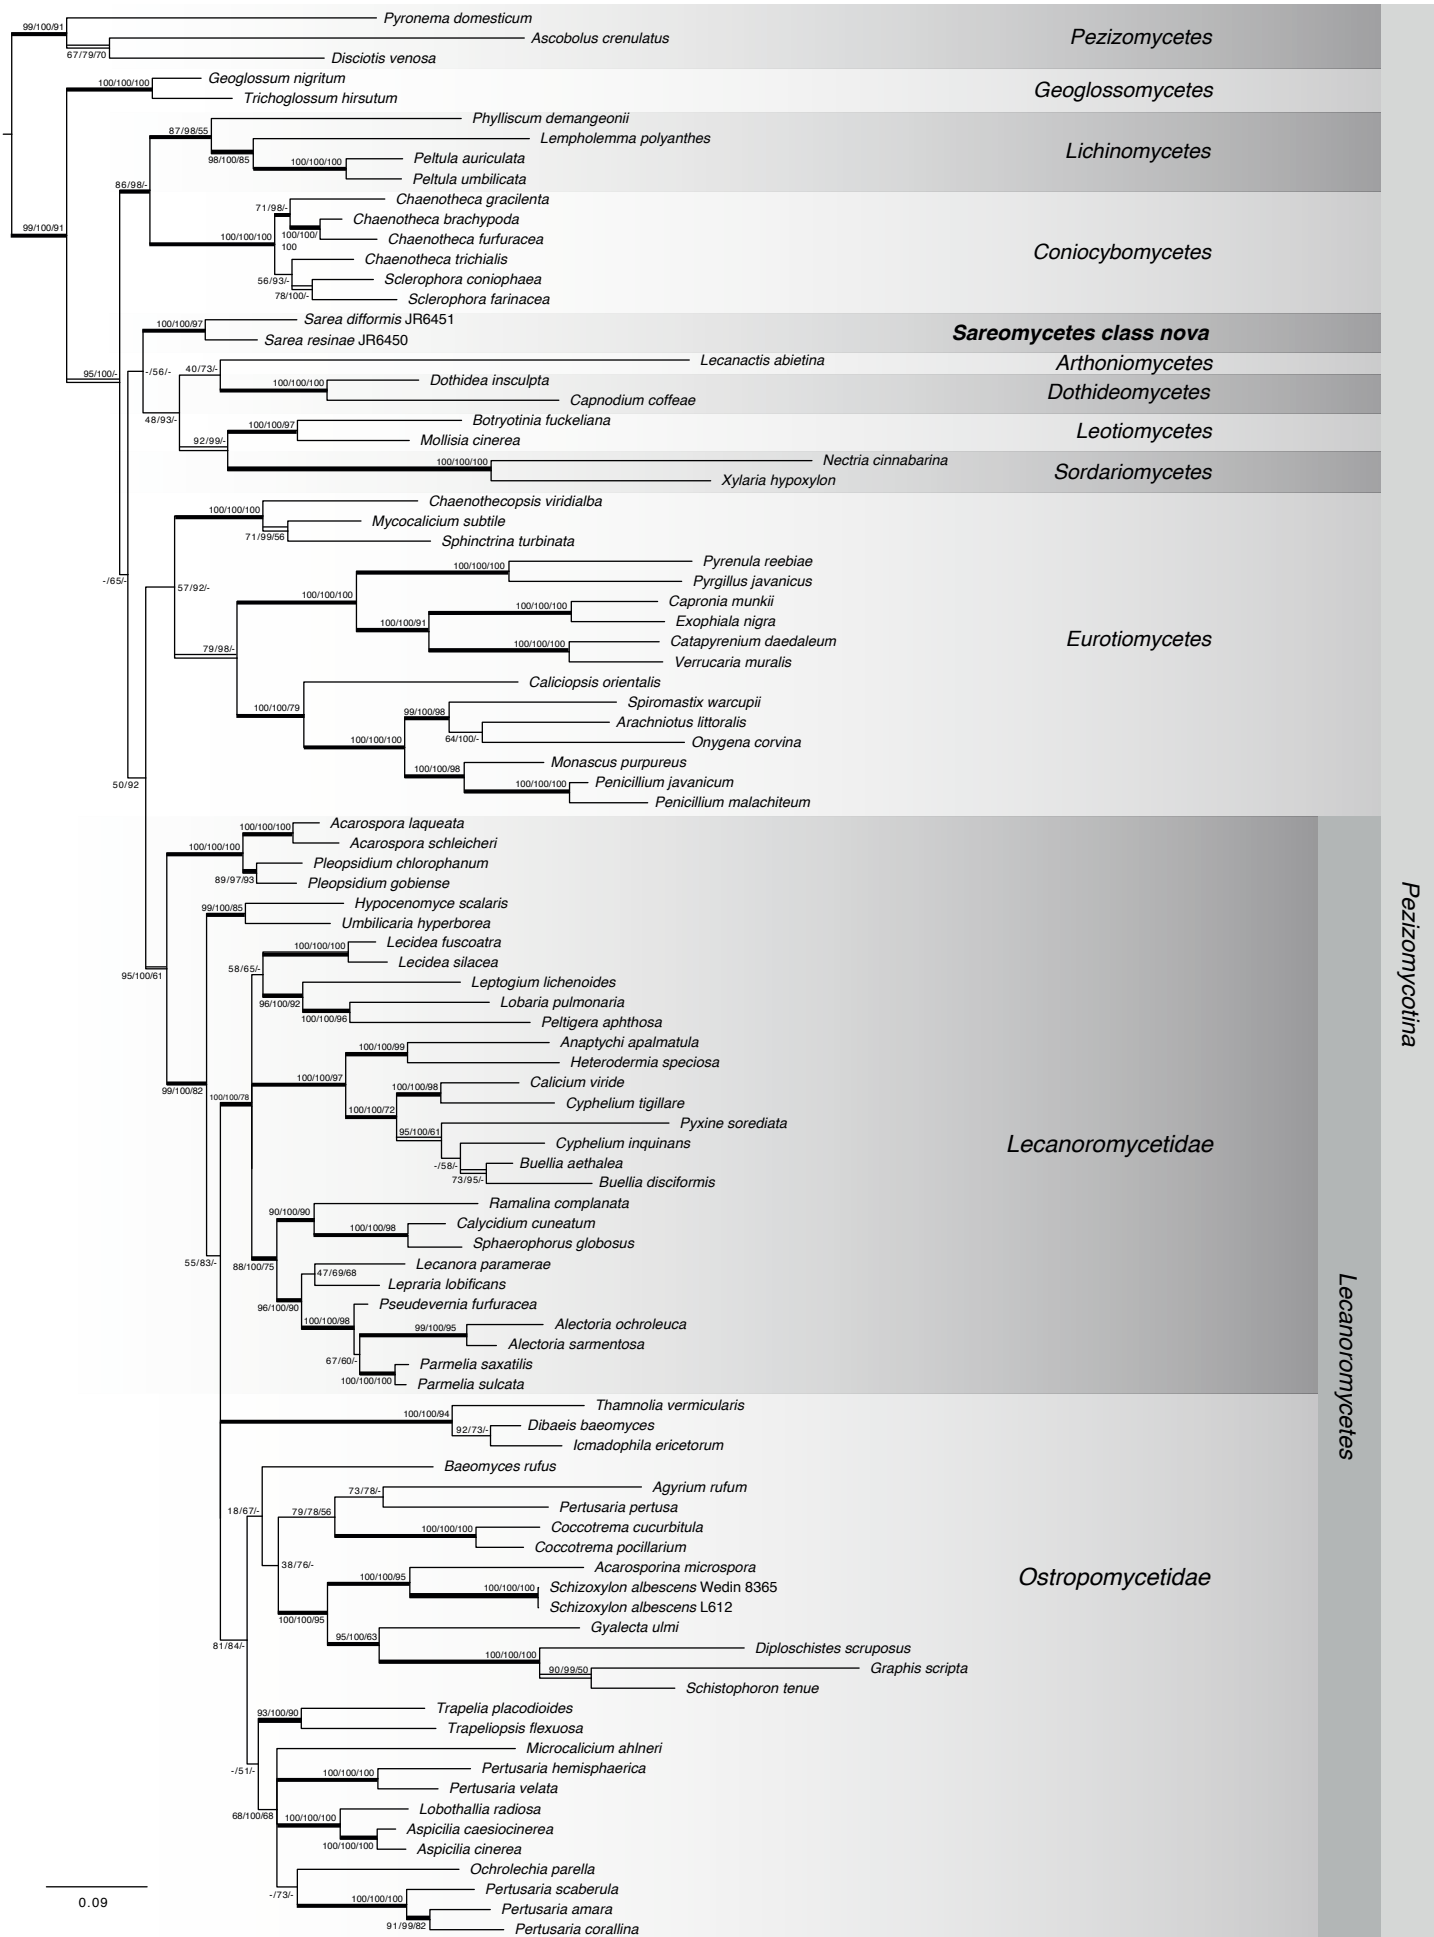 Pyronema domesticum
99/100/91
Ascobolus crenulatus
Pezizomycetes
67/79/70
Disciotis venosa
Geoglossum nigritum
100/100/100
Geoglossomycetes
Trichoglossum hirsutum
Phylliscum demangeonii
87/98/55
Lempholemma polyanthes
Lichinomycetes
98/100/85
100/100/100
Peltula auriculata
Peltula umbilicata
86/98/-
Chaenotheca gracilenta
71/98/-
Chaenotheca brachypoda
99/100/91
100/100/100
100/100/
100
Chaenotheca furfuracea
Coniocybomycetes
Chaenotheca trichialis
56/93/-
Sclerophora coniophaea
78/100/-
Sclerophora farinacea
Sarea difformis JR6451
100/100/97
Sareomycetes class nova
Sarea resinae JR6450
Lecanactis abietina
Arthoniomycetes
95/100/-
-/56/-
40/73/-
Dothidea insculpta
100/100/100
Dothideomycetes
Capnodium coffeae
48/93/-
Botryotinia fuckeliana
100/100/97
Leotiomycetes
92/99/-
Mollisia cinerea
Nectria cinnabarina
100/100/100
Sordariomycetes
Xylaria hypoxylon
Chaenothecopsis viridialba
100/100/100
Mycocalicium subtile
71/99/56
Sphinctrina turbinata
Pyrenula reebiae
100/100/100
Pyrgillus javanicus
-/65/-
57/92/-
100/100/100
Capronia munkii
100/100/100
Exophiala nigra
100/100/91
Catapyrenium daedaleum
100/100/100
Eurotiomycetes
Verrucaria muralis
79/98/-
Caliciopsis orientalis
100/100/79
Spiromastix warcupii
99/100/98
Arachniotus littoralis
64/100/-
Onygena corvina
100/100/100
Monascus purpureus
100/100/98
50/92
100/100/100
Penicillium javanicum
Penicillium malachiteum
Acarospora laqueata
100/100/100
Acarospora schleicheri
100/100/100
Pleopsidium chlorophanum
89/97/93
Pleopsidium gobiense
Pezizomycotina
Hypocenomyce scalaris
99/100/85
Umbilicaria hyperborea
Lecidea fuscoatra
100/100/100
Lecidea silacea
95/100/61
58/65/-
Leptogium lichenoides
96/100/92
Lobaria pulmonaria
100/100/96
Peltigera aphthosa
Anaptychi apalmatula
100/100/99
Heterodermia speciosa
100/100/97
Calicium viride
99/100/82
100/100/78
100/100/98
Cyphelium tigillare
100/100/72
Pyxine sorediata
95/100/61
Cyphelium inquinans
Lecanoromycetidae
-/58/-
Buellia aethalea
73/95/-
Buellia disciformis
Ramalina complanata
90/100/90
Calycidium cuneatum
100/100/98
Sphaerophorus globosus
55/83/-
88/100/75
Lecanora paramerae
47/69/68
Lepraria lobificans
96/100/90
Pseudevernia furfuracea
100/100/98
Alectoria ochroleuca
99/100/95
Alectoria sarmentosa
67/60/-
Parmelia saxatilis
100/100/100
Parmelia sulcata
Lecanoromycetes
Thamnolia vermicularis
100/100/94
Dibaeis baeomyces
92/73/-
Icmadophila ericetorum
Baeomyces rufus
Agyrium rufum
73/78/-
Pertusaria pertusa
18/67/-
79/78/56
Coccotrema cucurbitula
100/100/100
Coccotrema pocillarium
38/76/-
Acarosporina microspora
100/100/95
Schizoxylon albescens Wedin 8365
100/100/100
Ostropomycetidae
Schizoxylon albescens L612
100/100/95
Gyalecta ulmi
81/84/-
95/100/63
Diploschistes scruposus
100/100/100
Graphis scripta
90/99/50
Schistophoron tenue
Trapelia placodioides
93/100/90
Trapeliopsis flexuosa
Microcalicium ahlneri
-/51/-
Pertusaria hemisphaerica
100/100/100
Pertusaria velata
68/100/68
Lobothallia radiosa
100/100/100
Aspicilia caesiocinerea
100/100/100
Aspicilia cinerea
Ochrolechia parella
-/73/-
Pertusaria scaberula
100/100/100
Pertusaria amara
91/99/82
Pertusaria corallina
0.09